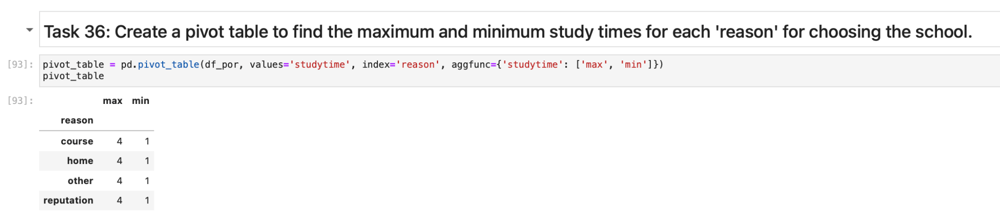 Task 36: Create a pivot table to find the maximum and minimum study times for each 'reason' for choosing the school.
[93]: pivot_table = pd.pivot_table(df_por, values='studytime', index='reason', aggfunc={'studytime': ['max', 'min']})
pivot_table
[93]: max min
reason
course 4 1
home 4 1
other 4 1
reputation 4 1